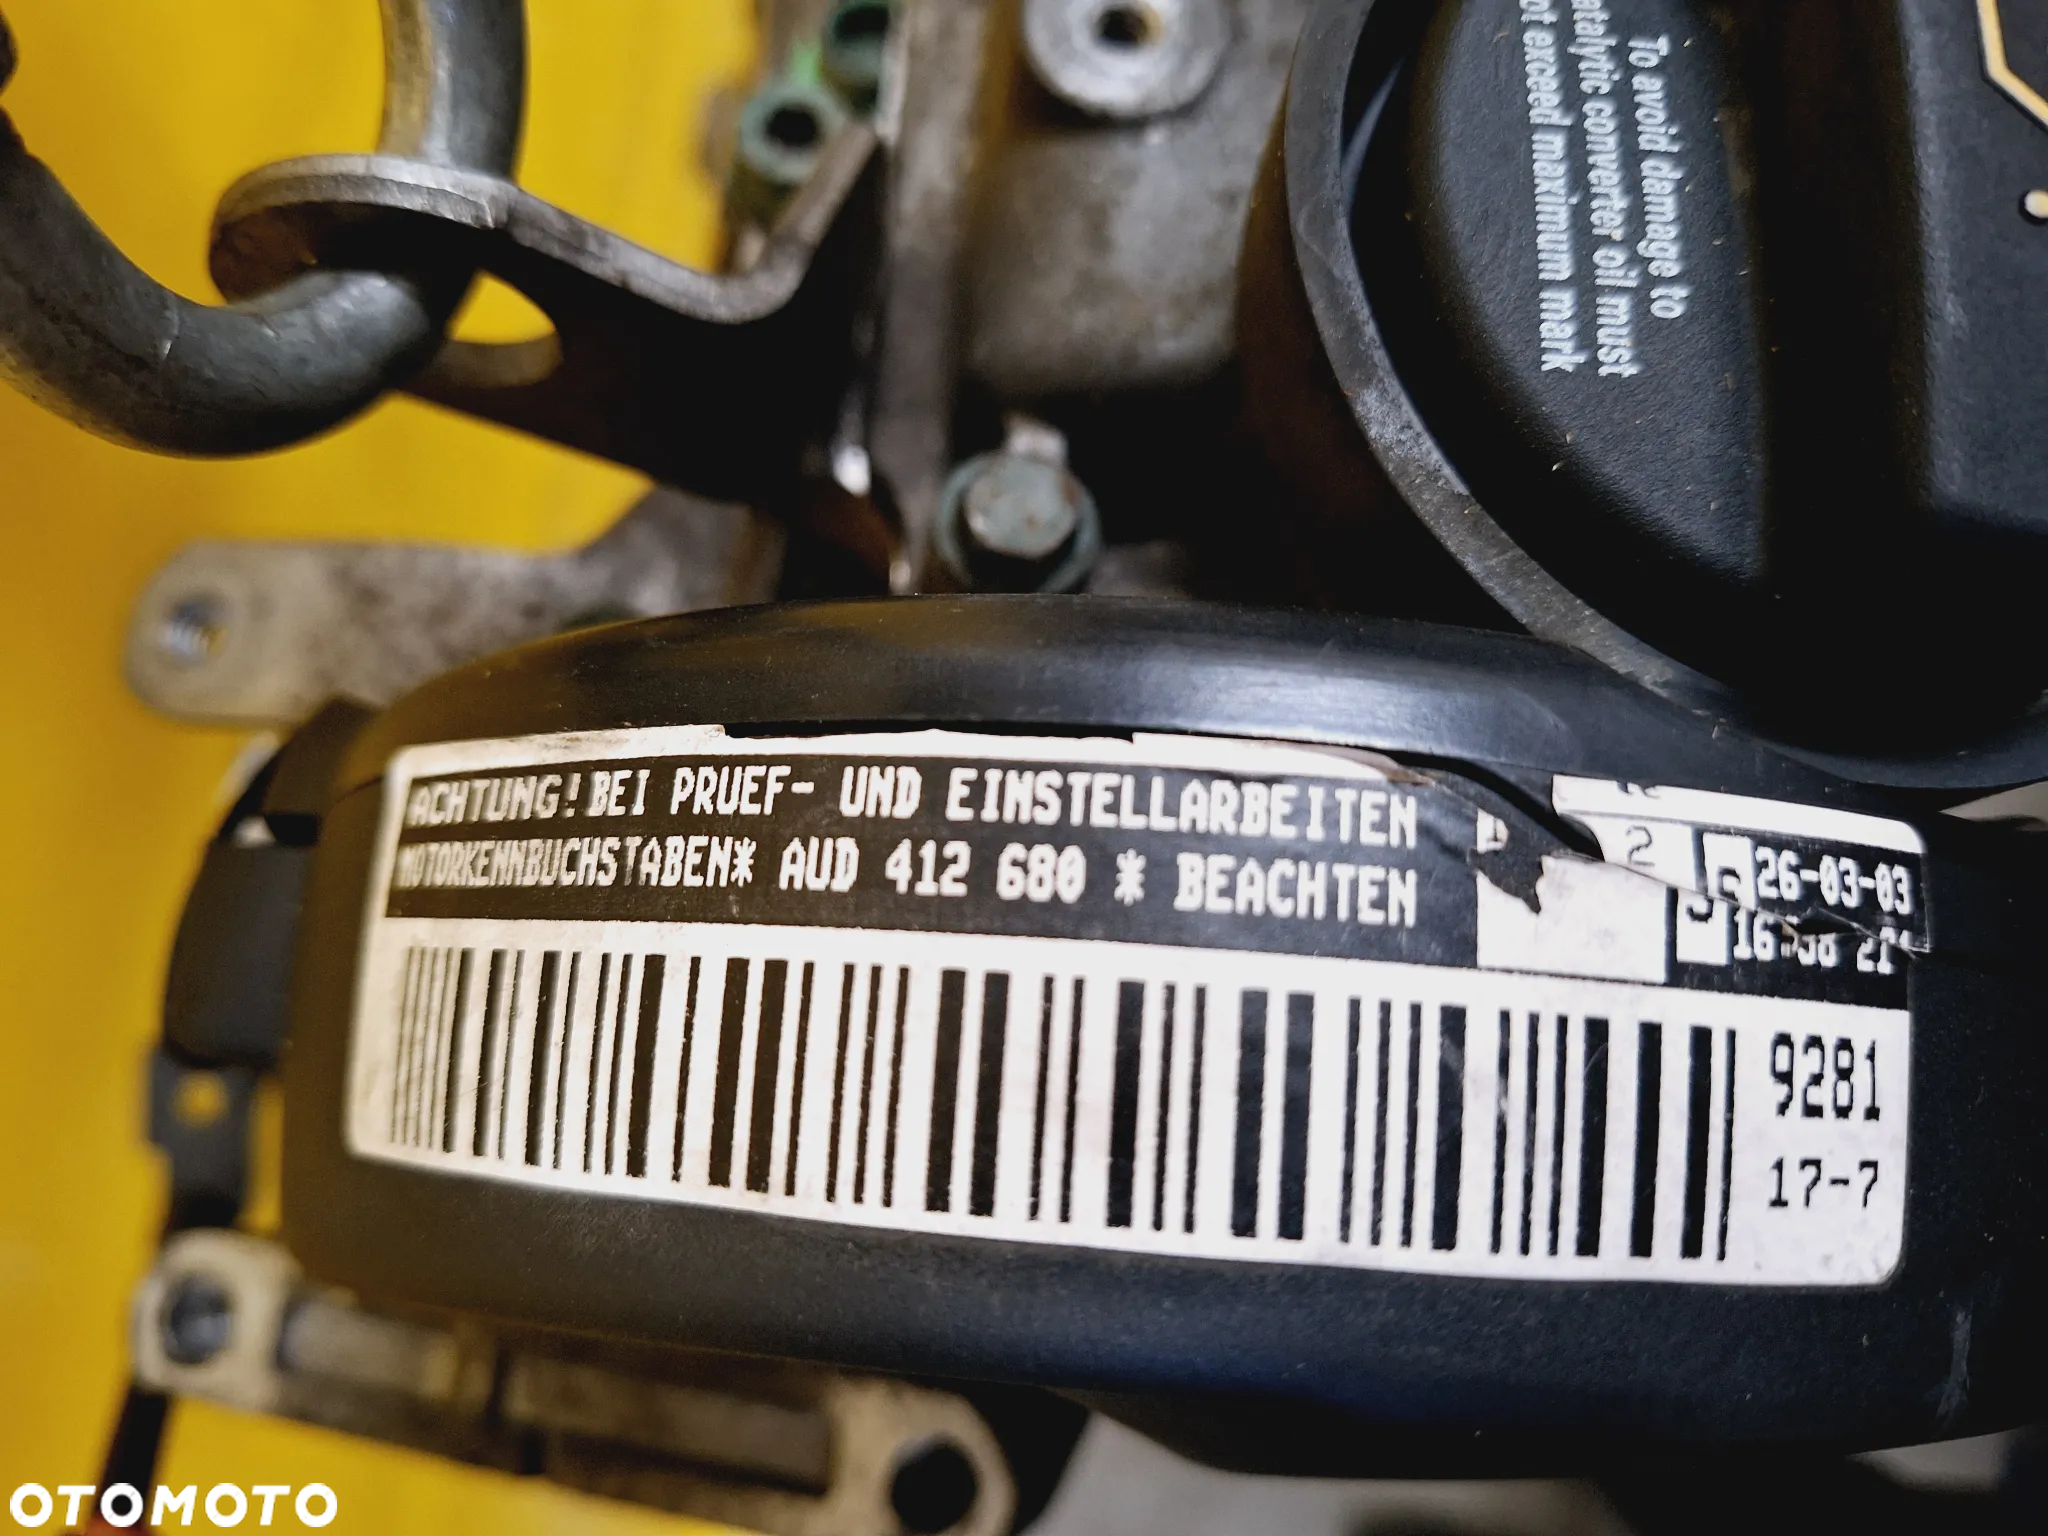 To avoid damage to
catalytic converter oil must
not exceed maximum mark
ACHTUNG! BEI PRUEF- UND EINSTELLARBEITEN
MOTORKENNBUCHSTABEN* AUD 412 680 * BEACHTEN
2
26-03-03
9281
17-7
OTOMOTO